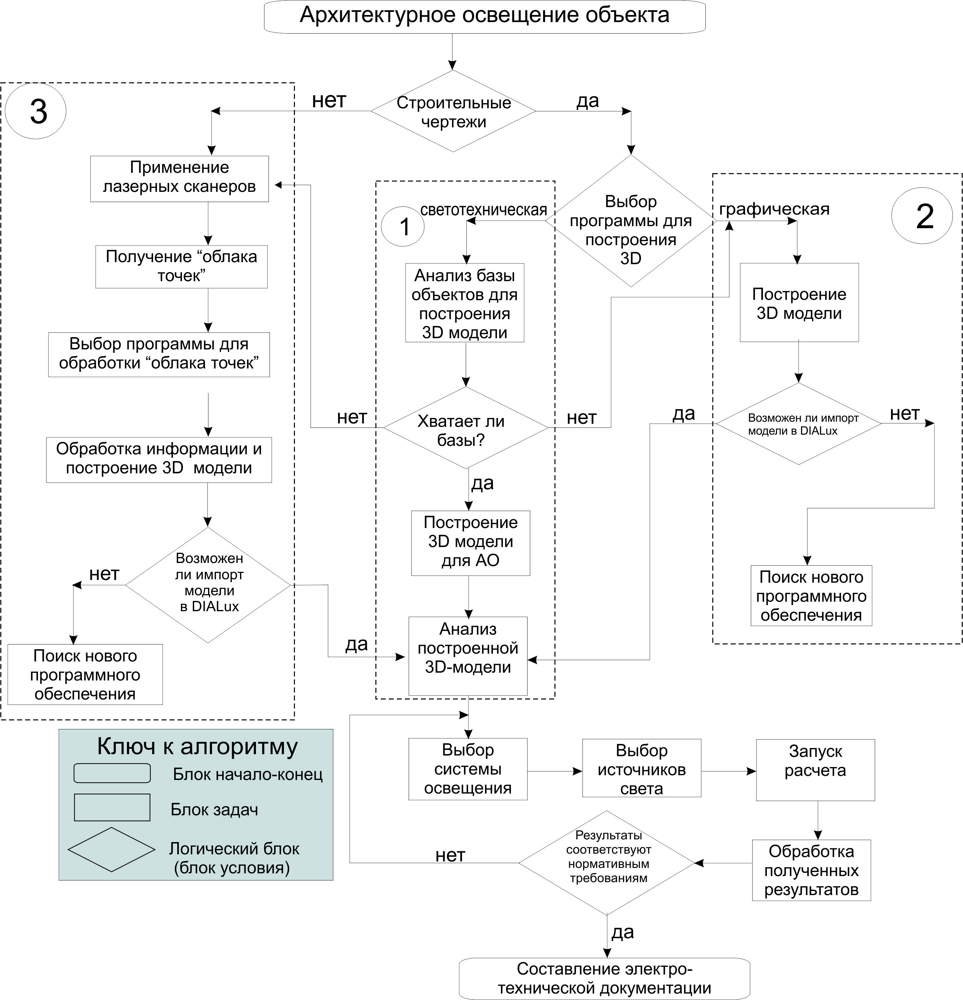 Архитектурное освещение объекта
Строительные
чертежи
нет
да
3
Применение
лазерных сканеров
Получение “облака
точек”
Выбор программы для
обработки “облака точек”
Обработка информации и
построение 3D модели
Возможен
ли импорт
модели
в DIALux
нет
да
Поиск нового
программного
обеспечения
Выбор
программы для
построения
3D
светотехническая
графическая
1
Анализ базы
объектов для
построения
3D модели
Хватает ли
базы?
нет
нет
да
Построение
3D модели
для АО
Анализ
построенной
3D-модели
2
Построение
3D модели
Возможен ли импорт
модели в DIALux
да
нет
Поиск нового
программного
обеспечения
Выбор
системы
освещения
Выбор
источников
света
Запуск
расчета
Обработка
полученных
результатов
Результаты
соответствуют
нормативным
требованиям
нет
да
Составление электро-
технической документации
Ключ к алгоритму
Блок начало-конец
Блок задач
Логический блок
(блок условия)